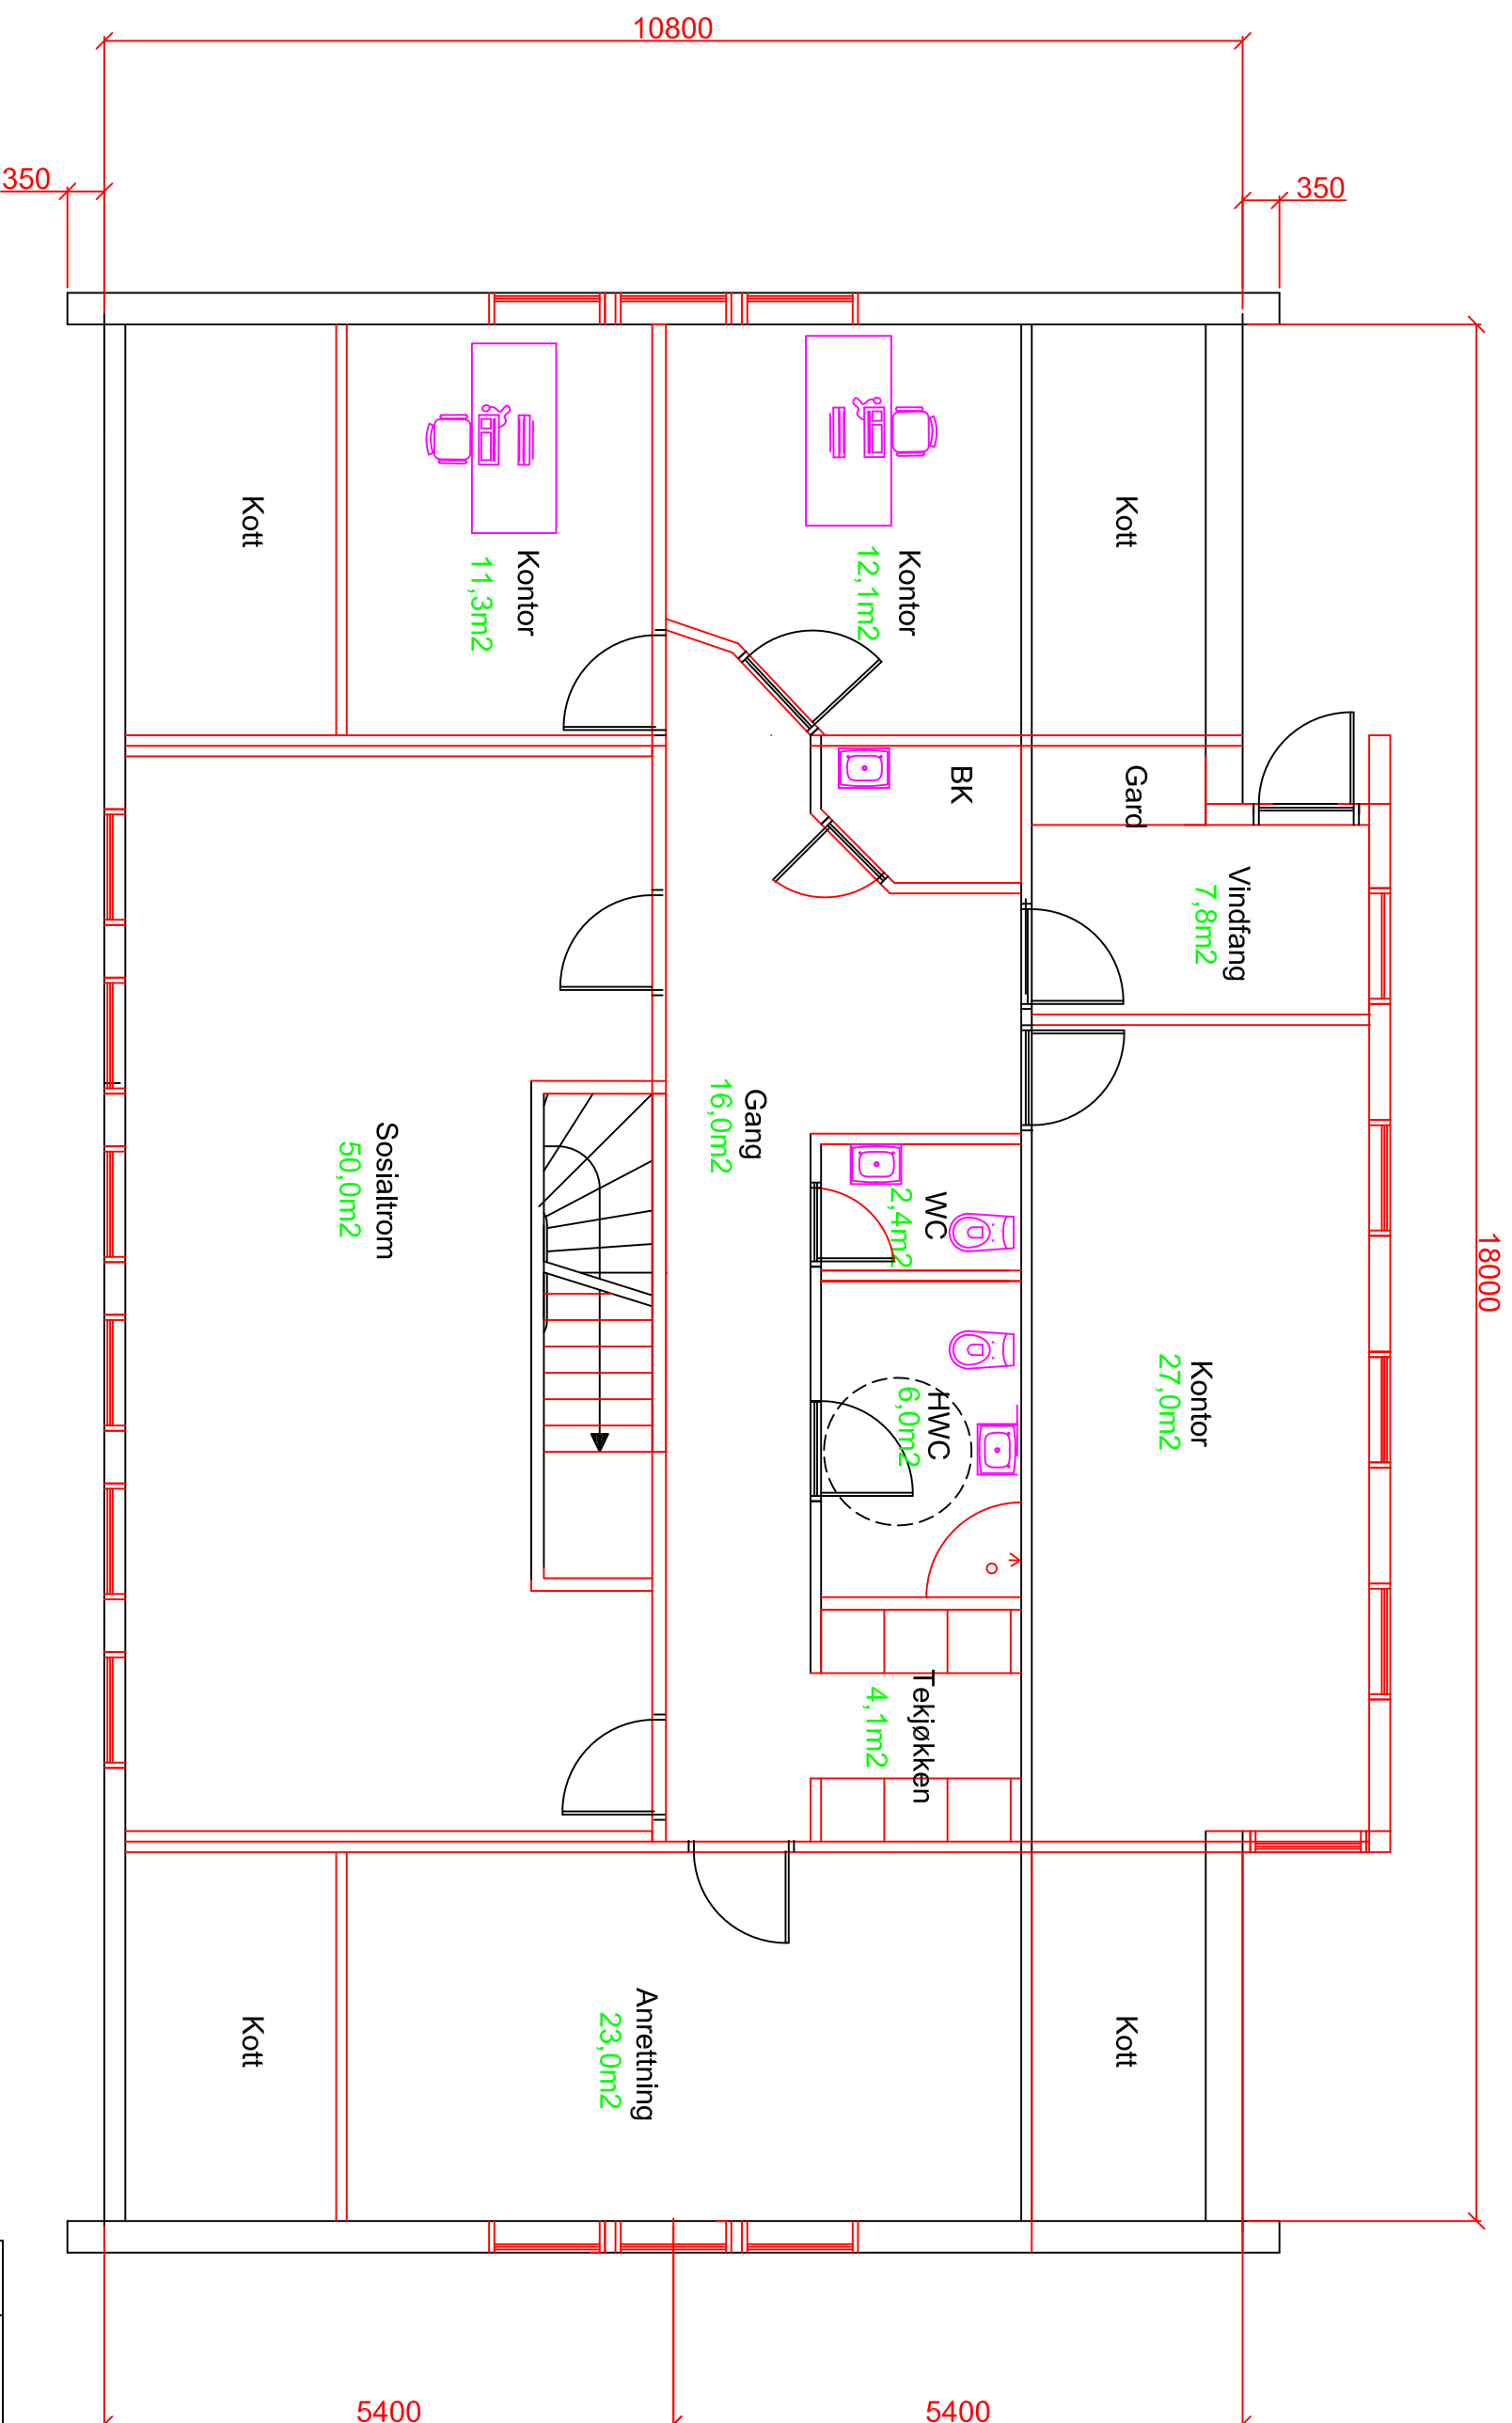 10800
350
350
18000
Kott
Kontor
11,3m2
Kontor
12,1m2
Kott
BK
Gard
Vindfang
7,8m2
Gang
16,0m2
Sosialtrom
50,0m2
WC
2,4m2
HWC
6,0m2
Kontor
27,0m2
Tekjøkken
4,1m2
Kott
Anrettning
23,0m2
Kott
5400
5400